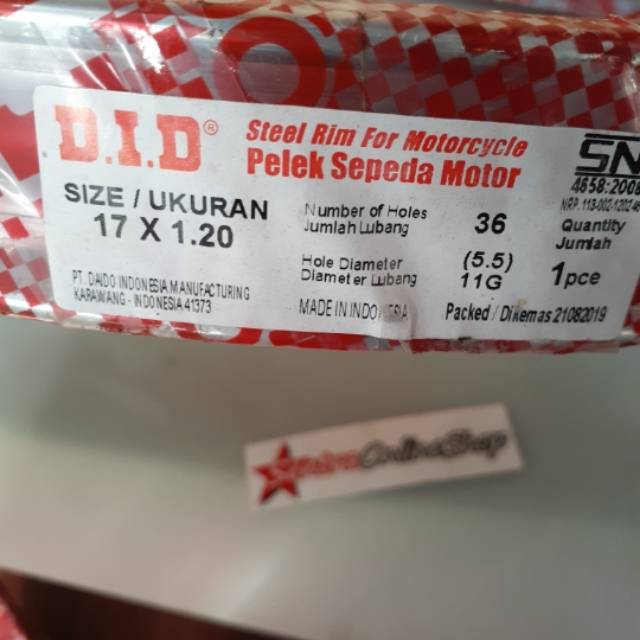 D.I.D®
Steel Rim For Motorcycle
Pelek Sepeda Motor
SIZE / UKURAN
17 X 1.20
PT. DAIDO INDONESIA MANUFACTURING
KARAWANG - INDONESIA 41373
Number of Holes
Jumlah Lubang
36
Hole Diameter
Diameter Lubang
(5.5)
11G
MADE IN INDONESIA
SN
Quantity
Jumlah
1pce
Packed / Dikemas 21082019
OnlineShop